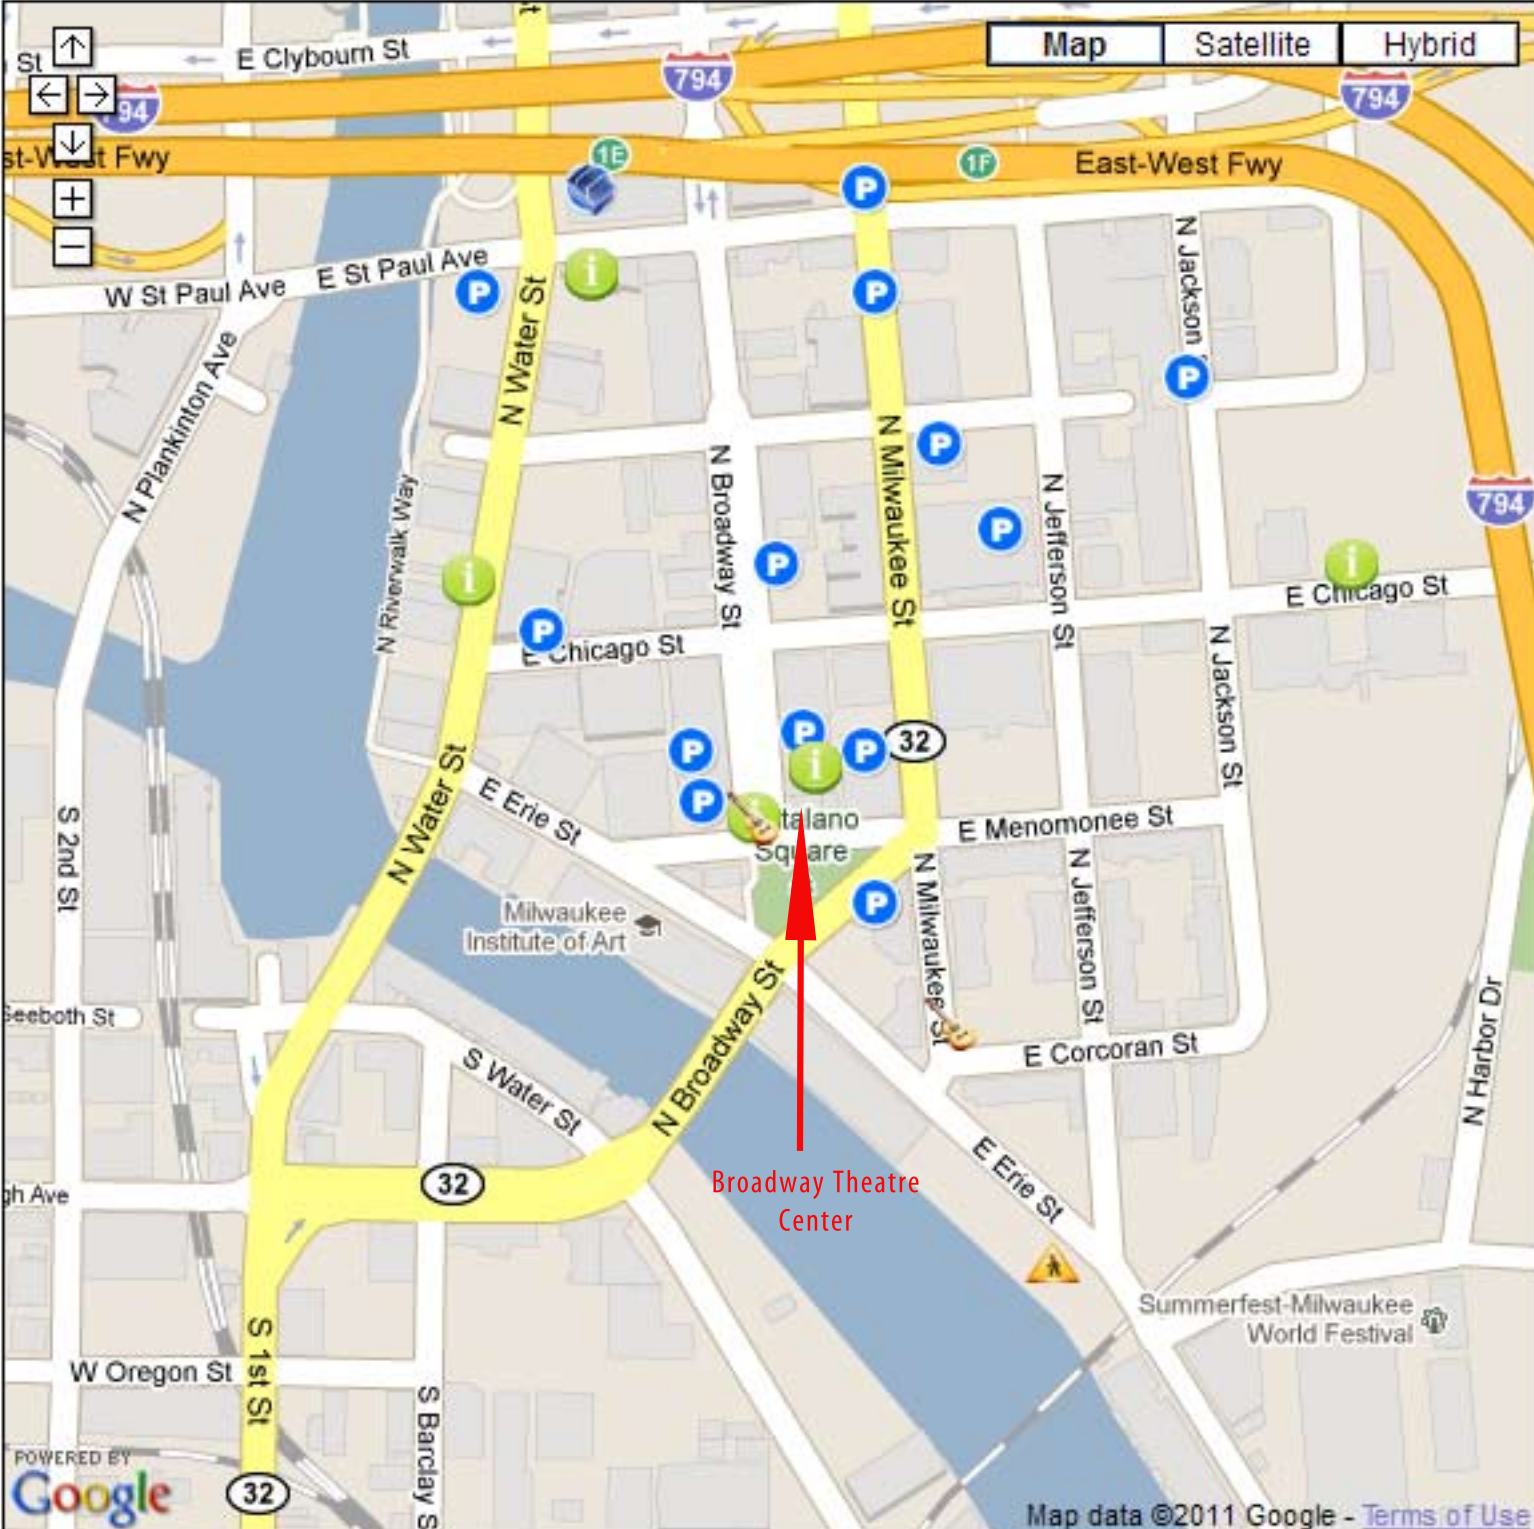 E Clybourn St
St
794
Map
Satellite
Hybrid
794
94
st-West Fwy
1E
1F
East-West Fwy
P
N Jackson
E St Paul Ave
W St Paul Ave
i
P
P
N Water St
N Plankinton Ave
P
N Milwaukee St
P
N Broadway St
N Riverwalk Way
N Jefferson St
794
P
P
i
i
E Chicago St
P
E Chicago St
N Jackson St
32
P
P
P
i
P
N Water St
E Erie St
S 2nd St
talano
Square
E Menomonee St
N Milwaukee St
N Jefferson St
P
Milwaukee
Institute of Art
N Broadway St
Seeboth St
S Water St
E Corcoran St
N Harbor Dr
E Erie St
32
gh Ave
Broadway Theatre
Center
Summerfest-Milwaukee
World Festival
S 1st St
W Oregon St
S Barclay S
POWERED BY
Google
32
Map data ©2011 Google - Terms of Use